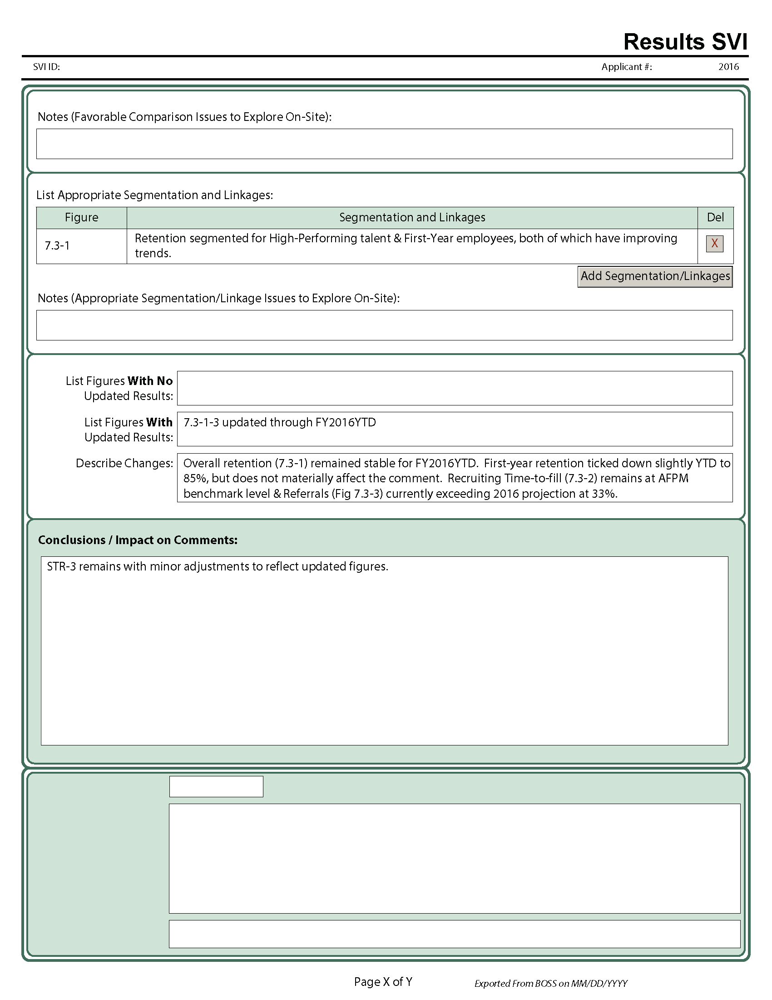 Results SVI
SVI ID:
Applicant #:
2016
Notes (Favorable Comparison Issues to Explore On-Site):
List Appropriate Segmentation and Linkages:
Figure
Segmentation and Linkages
Del
7.3-1
Retention segmented for High-Performing talent & First-Year employees, both of which have improving
trends.
X
Add Segmentation/Linkages
Notes (Appropriate Segmentation/Linkage Issues to Explore On-Site):
List Figures With No
Updated Results:
List Figures With
Updated Results:
7.3-1-3 updated through FY2016YTD
Describe Changes:
Overall retention (7.3-1) remained stable for FY2016YTD.  First-year retention ticked down slightly YTD to
85%, but does not materially affect the comment.  Recruiting Time-to-fill (7.3-2) remains at AFPM
benchmark level & Referrals (Fig 7.3-3) currently exceeding 2016 projection at 33%.
Conclusions / Impact on Comments:
STR-3 remains with minor adjustments to reflect updated figures.
Page X of Y
Exported From BOSS on MM/DD/YYYY